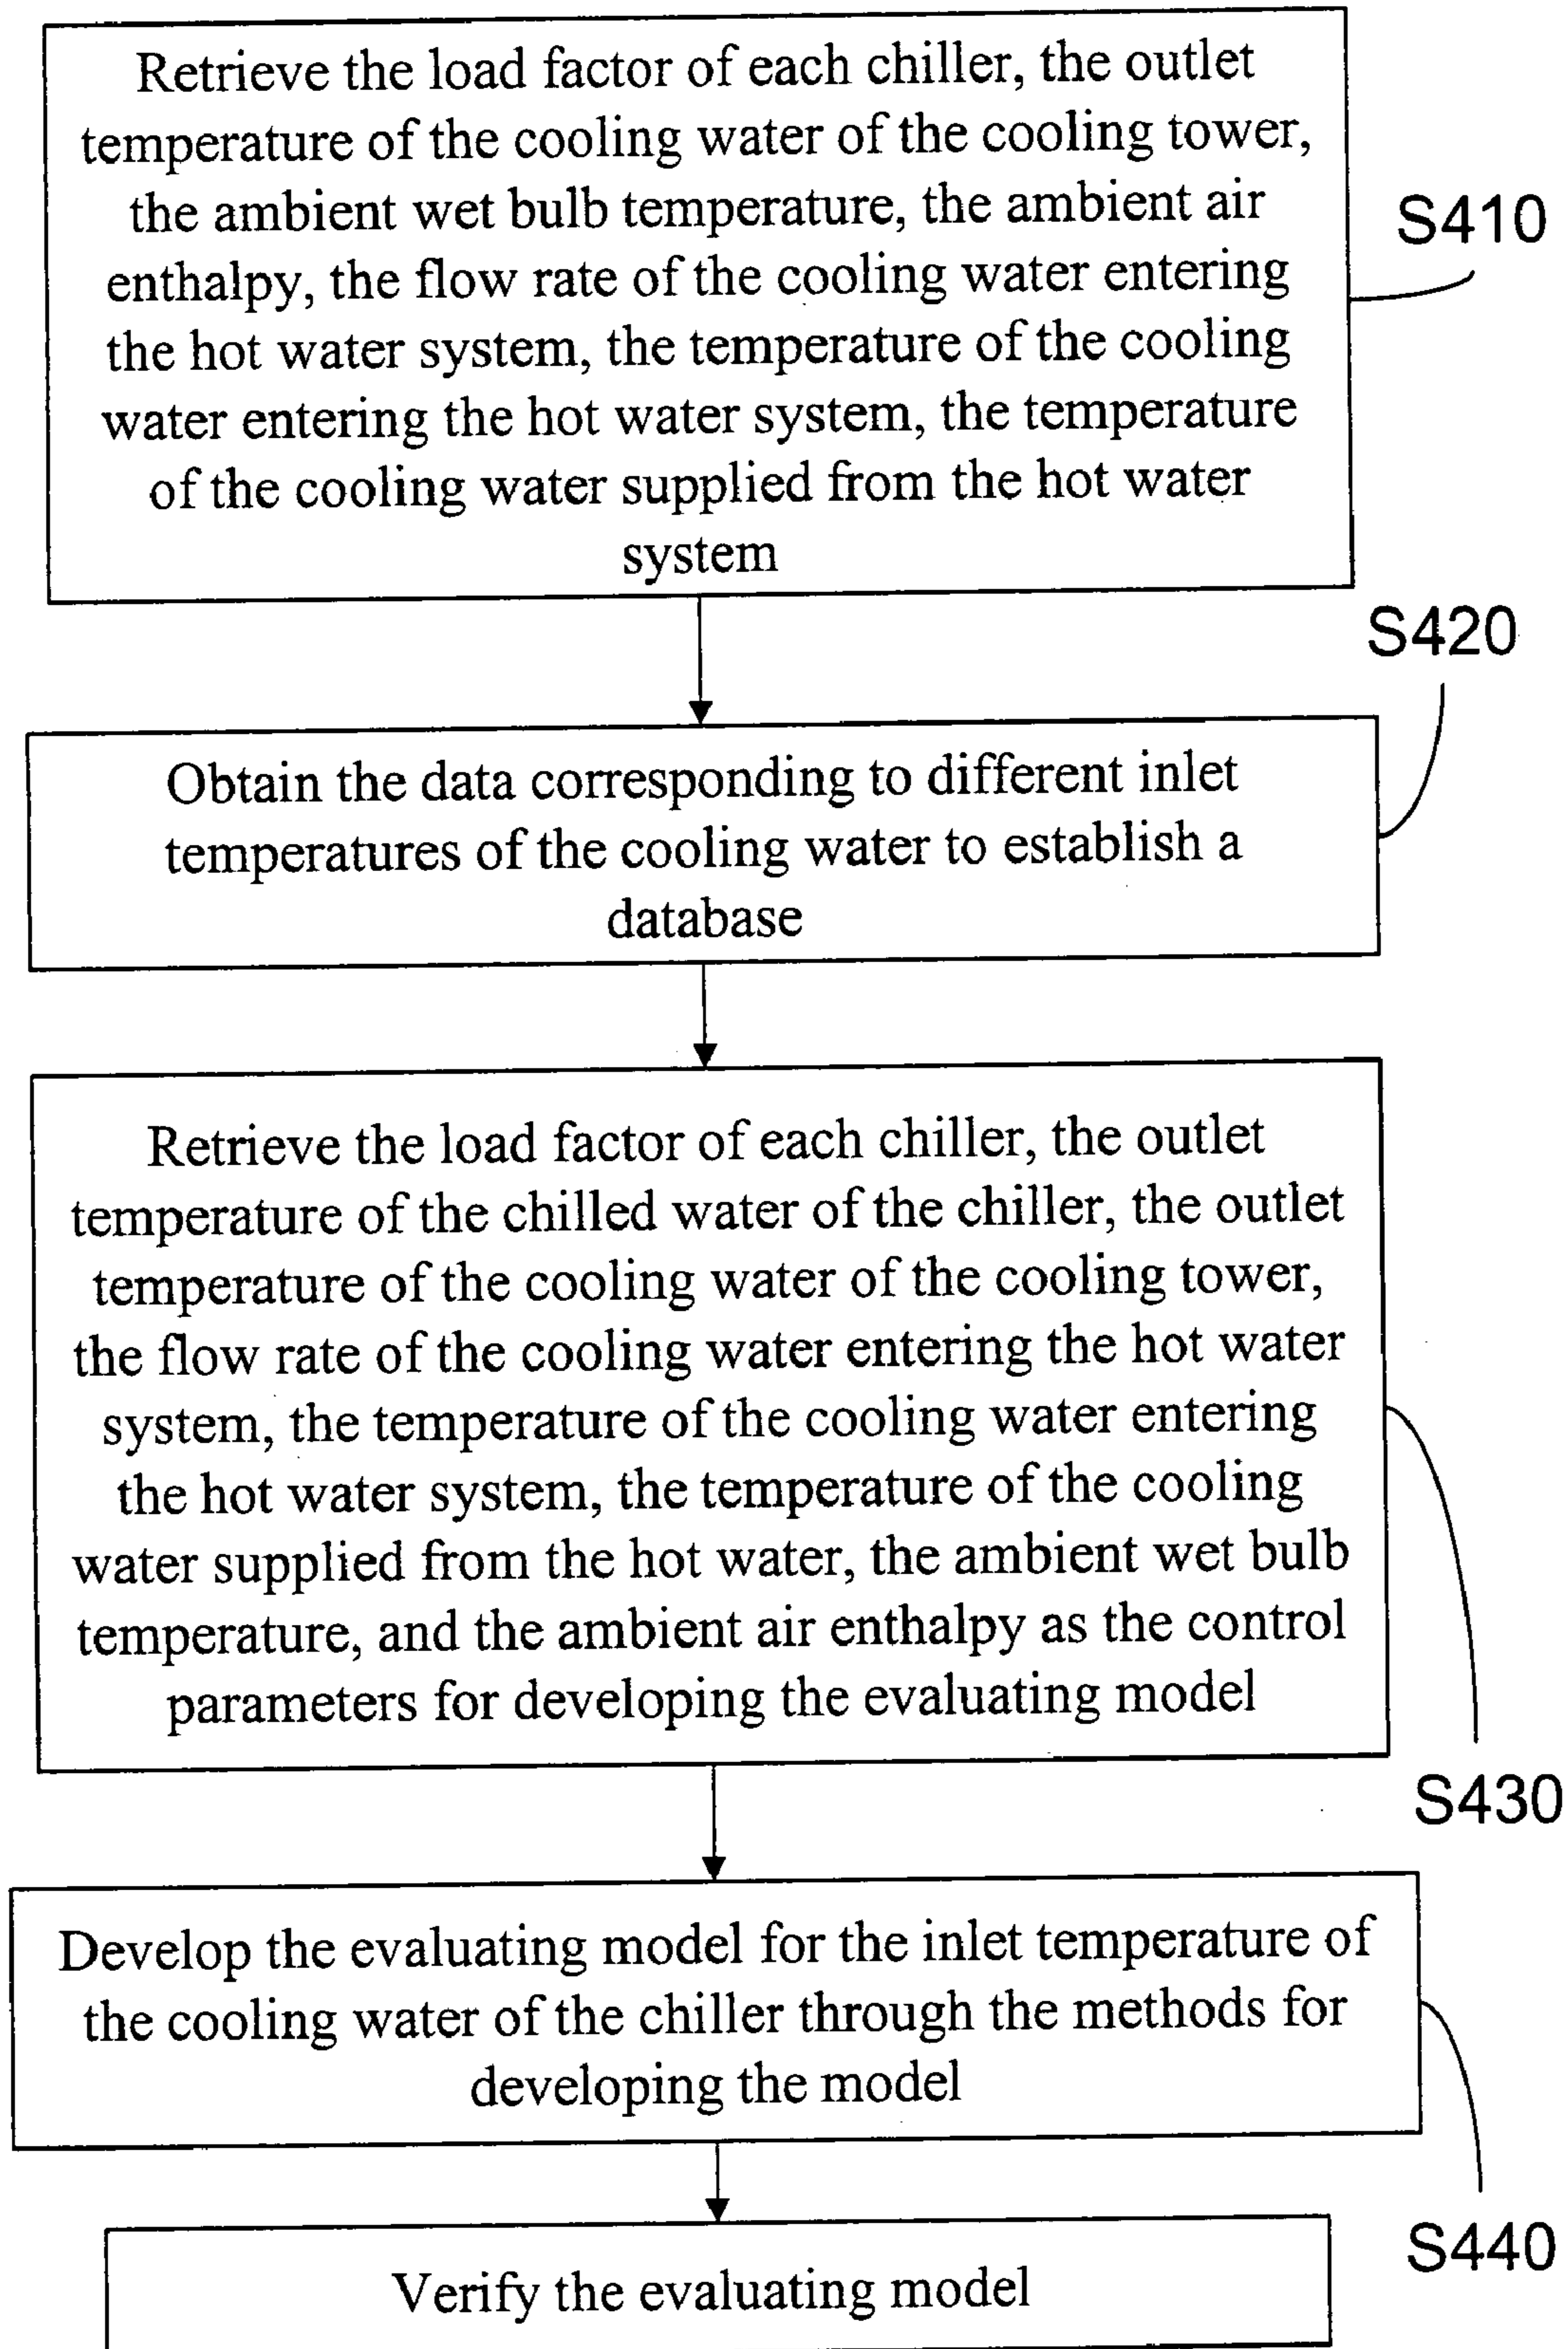 Retrieve the load factor of each chiller, the outlet
temperature of the cooling water of the cooling tower,
the ambient wet bulb temperature, the ambient air
enthalpy, the flow rate of the cooling water entering
the hot water system, the temperature of the cooling
water entering the hot water system, the temperature
of the cooling water supplied from the hot water
system
S410
S420
Obtain the data corresponding to different inlet
temperatures of the cooling water to establish a
database
Retrieve the load factor of each chiller, the outlet
temperature of the chilled water of the chiller, the outlet
temperature of the cooling water of the cooling tower,
the flow rate of the cooling water entering the hot water
system, the temperature of the cooling water entering
the hot water system, the temperature of the cooling
water supplied from the hot water, the ambient wet bulb
temperature, and the ambient air enthalpy as the control
parameters for developing the evaluating model
S430
Develop the evaluating model for the inlet temperature of
the cooling water of the chiller through the methods for
developing the model
S440
Verify the evaluating model